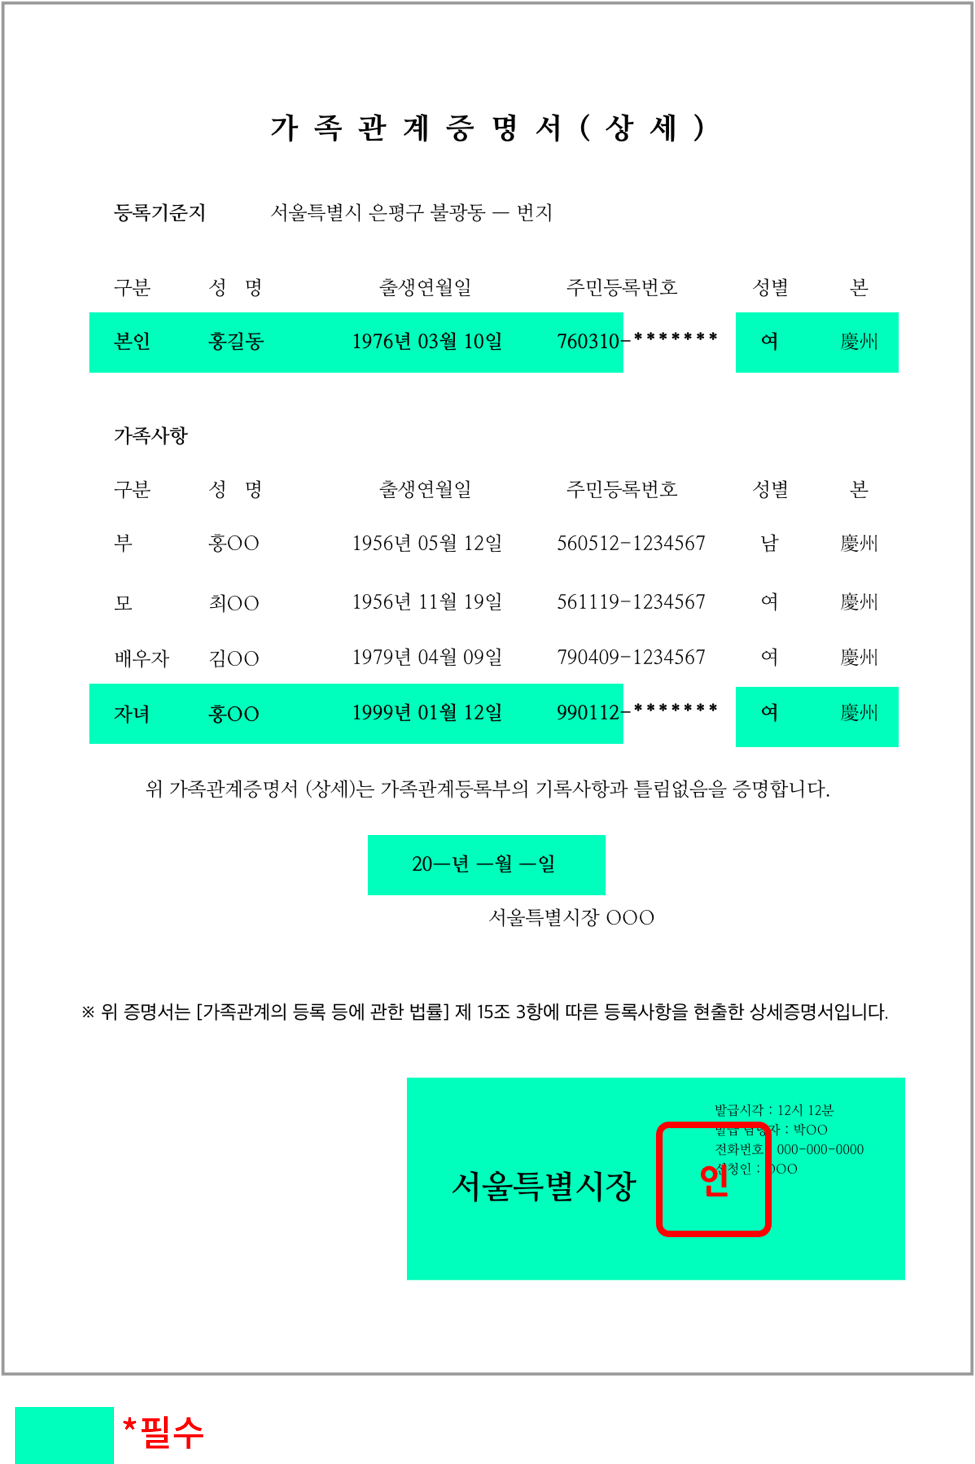 가족관계증명서(상세)
등록기준지 서울특별시 은평구 불광동 — 번지
구분 성 명 출생연월일 주민등록번호 성별 본
본인 홍길동 1976년 03월 10일 760310-******* 여 慶州
가족사항
구분 성 명 출생연월일 주민등록번호 성별 본
부 홍OO 1956년 05월 12일 560512-1234567 남 慶州
모 최OO 1956년 11월 19일 561119-1234567 여 慶州
배우자 김OO 1979년 04월 09일 790409-1234567 여 慶州
자녀 홍OO 1999년 01월 12일 990112-******* 여 慶州
위 가족관계증명서 (상세)는 가족관계등록부의 기록사항과 틀림없음을 증명합니다.
20—년 —월 —일
서울특별시장 OOO
※ 위 증명서는 [가족관계의 등록 등에 관한 법률] 제 15조 3항에 따른 등록사항을 현출한 상세증명서입니다.
발급시각 : 12시 12분
발급 담당자 : 박OO
전화번호 : 000-000-0000
신청인 : OOO
서울특별시장 인
*필수